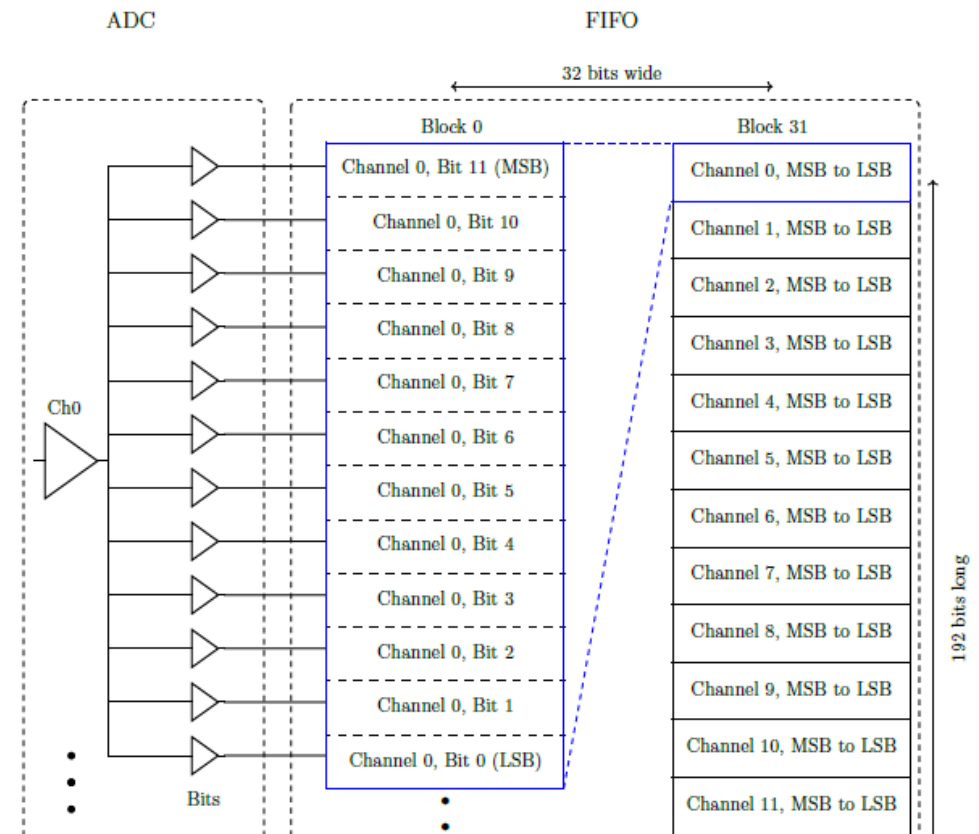 ADC
FIFO
32 bits wide
Block 0
Block 31
Channel 0, Bit 11 (MSB)
Channel 0, Bit 10
Channel 0, Bit 9
Channel 0, Bit 8
Channel 0, Bit 7
Channel 0, Bit 6
Channel 0, Bit 5
Channel 0, Bit 4
Channel 0, Bit 3
Channel 0, Bit 2
Channel 0, Bit 1
Channel 0, Bit 0 (LSB)
Ch0
Bits
Channel 0, MSB to LSB
Channel 1, MSB to LSB
Channel 2, MSB to LSB
Channel 3, MSB to LSB
Channel 4, MSB to LSB
Channel 5, MSB to LSB
Channel 6, MSB to LSB
Channel 7, MSB to LSB
Channel 8, MSB to LSB
Channel 9, MSB to LSB
Channel 10, MSB to LSB
Channel 11, MSB to LSB
192 bits long